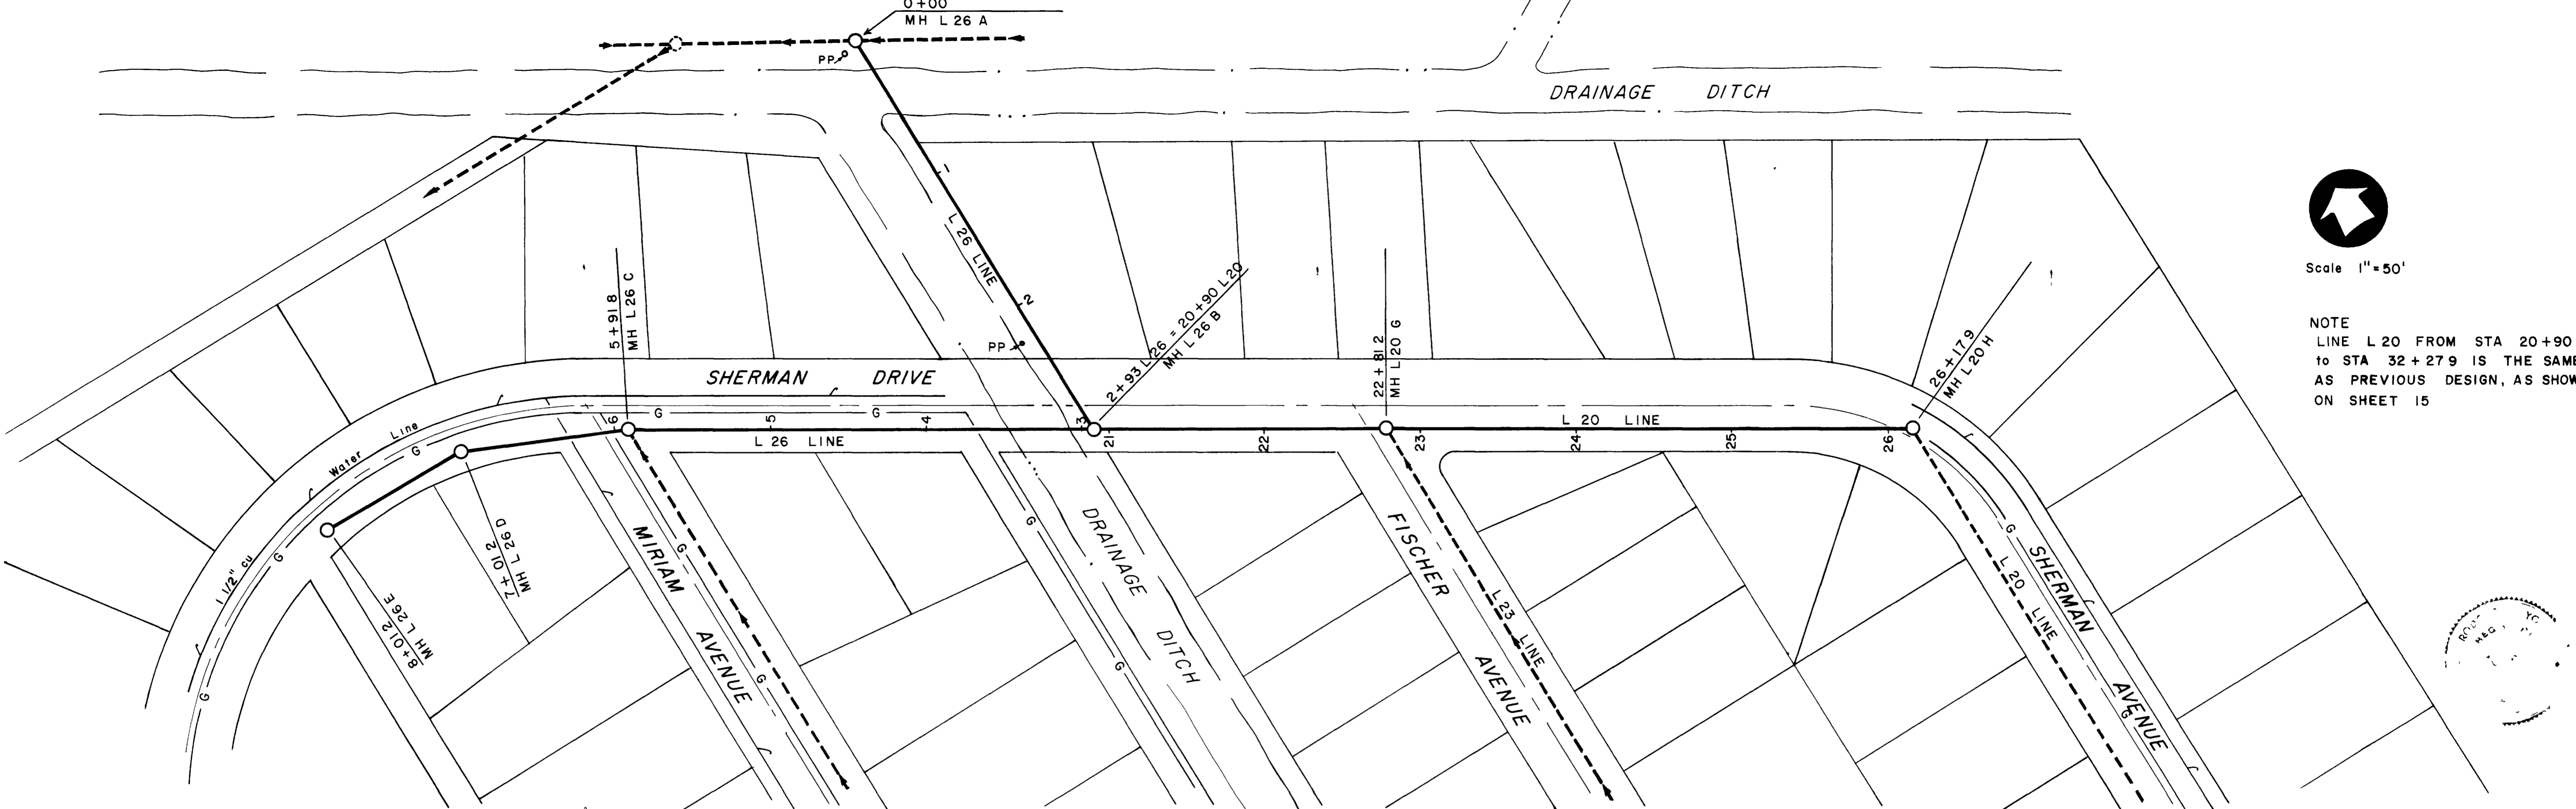 0+00
MH L 26 A
PP
DRAINAGE DITCH
1
L 26 LINE
2
PP
Scale 1"=50'
NOTE
LINE L 20 FROM STA 20+90
to STA 32+27 9 IS THE SAME
AS PREVIOUS DESIGN, AS SHOW
ON SHEET 15
5+91 8
MH L 26 C
2+93 L 26 = 20+90 L 20
MH L 26 B
22+81 2
MH L 20 G
26+17 9
MH L 20 H
SHERMAN DRIVE
G
G
6
5
4
3
21
22
23
24
25
26
L 26 LINE
L 20 LINE
Water Line
1 1/2" cu
G
G
G
7+01 2
MH L 26 D
8+01 2
MH L 26 E
MIRIAM AVENUE
G
G
G
G
DRAINAGE DITCH
FISCHER AVENUE
L 23 LINE
G
L 20 LINE
SHERMAN AVENUE
G